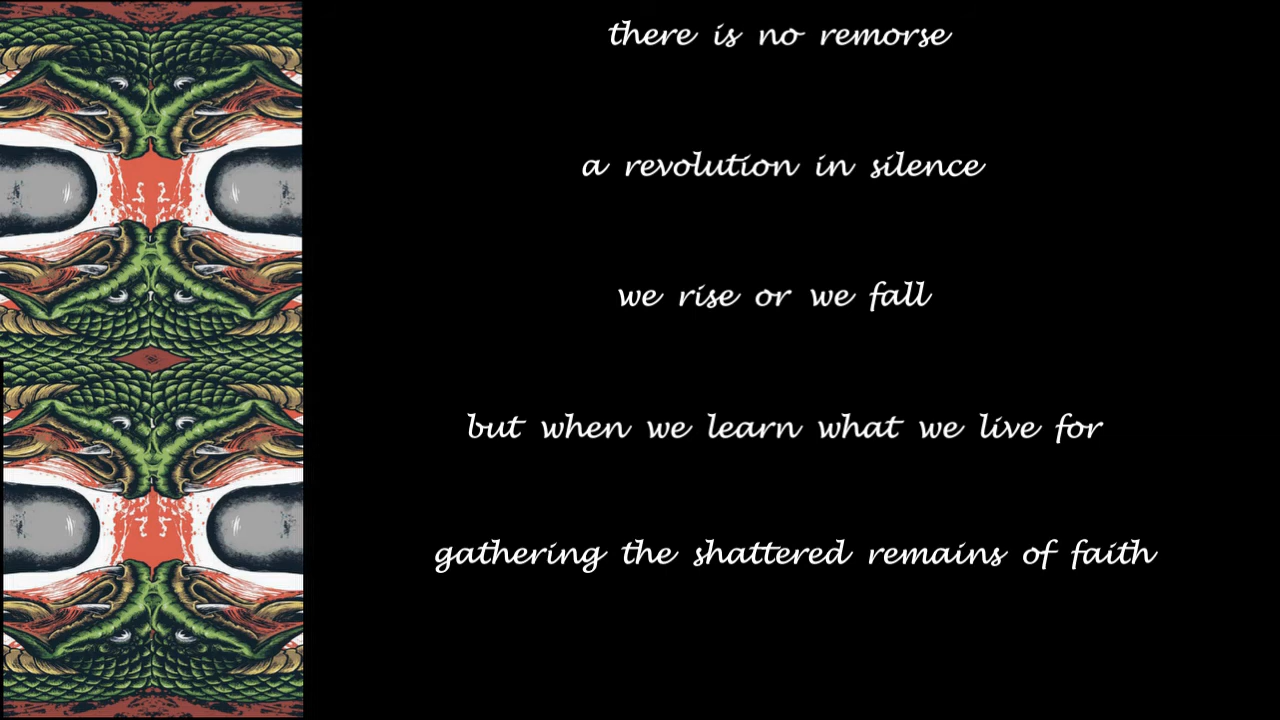 there is no remorse
a revolution in silence
we rise or we fall
but when we learn what we live for
gathering the shattered remains of faith